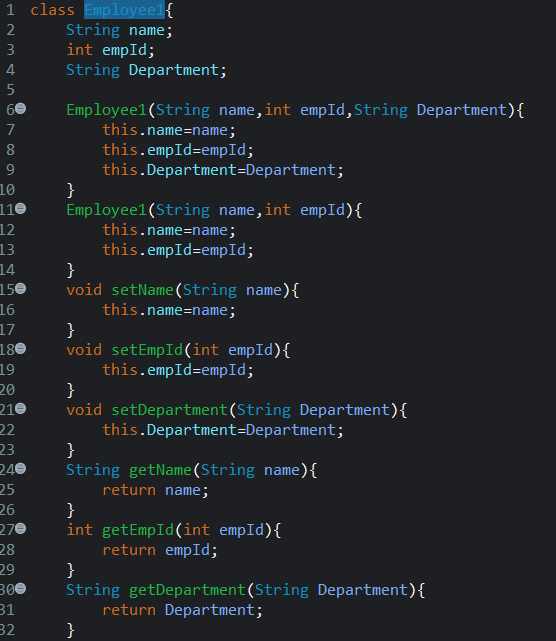 1 class Employee1{
2     String name;
3     int empId;
4     String Department;
5
6     Employee1(String name,int empId,String Department){
7         this.name=name;
8         this.empId=empId;
9         this.Department=Department;
10     }
11     Employee1(String name,int empId){
12         this.name=name;
13         this.empId=empId;
14     }
15     void setName(String name){
16         this.name=name;
17     }
18     void setEmpId(int empId){
19         this.empId=empId;
20     }
21     void setDepartment(String Department){
22         this.Department=Department;
23     }
24     String getName(String name){
25         return name;
26     }
27     int getEmpId(int empId){
28         return empId;
29     }
30     String getDepartment(String Department){
31         return Department;
32     }